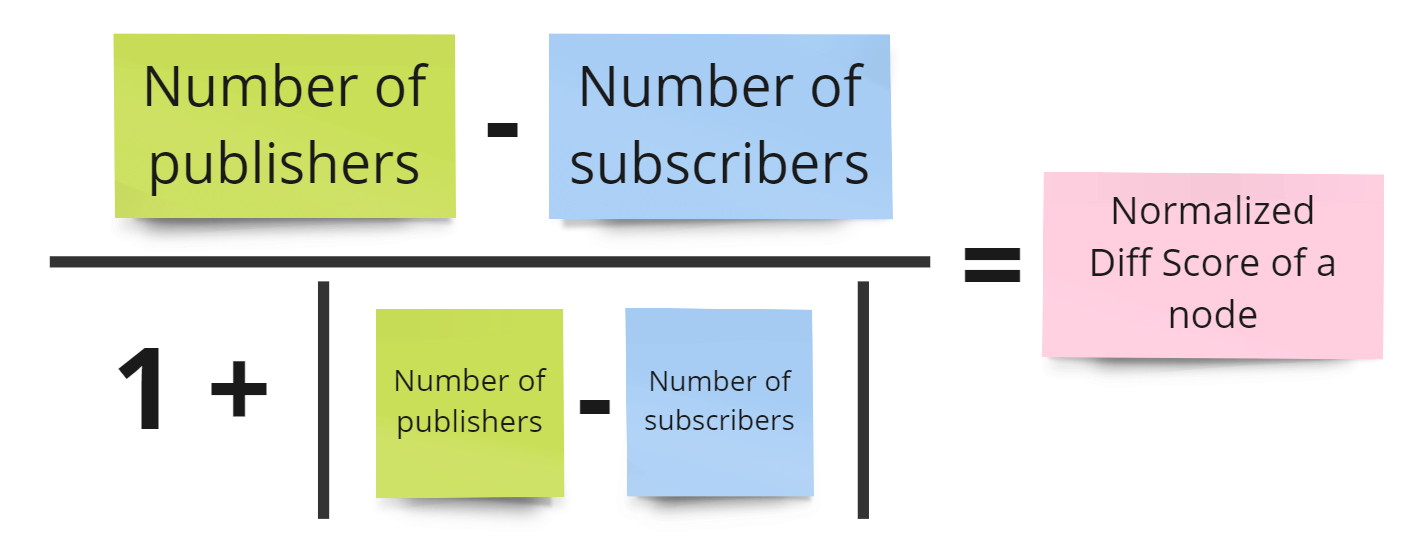 Number of
publishers
-
Number of
subscribers
=
Normalized
Diff Score of a
node
1 + |
Number of
publishers
-
Number of
subscribers
|